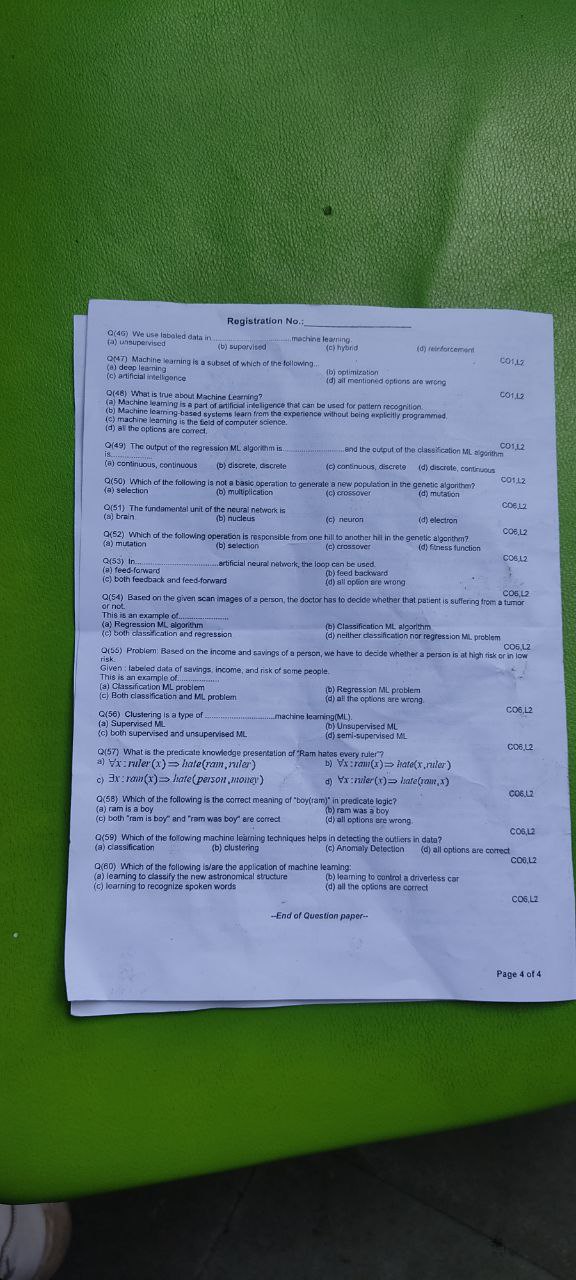 Registration No.:
Q(46) We use labeled data in..............................machine learning.
(a) unsupervised (b) supervised (c) hybrid (d) reinforcement
CO1,L2
Q(47) Machine learning is a subset of which of the following...
(a) deep learning (b) optimization
(c) artificial intelligence (d) all mentioned options are wrong
CO1,L2
Q(48) What is true about Machine Learning?
(a) Machine learning is a part of artificial intelligence that can be used for pattern recognition.
(b) Machine learning-based systems learn from the experience without being explicitly programmed.
(c) machine learning is the field of computer science.
(d) all the options are correct.
CO1,L2
Q(49) The output of the regression ML algorithm is.......................and the output of the classification ML algorithm
is................
(a) continuous, continuous (b) discrete, discrete (c) continuous, discrete (d) discrete, continuous
CO1,L2
Q(50) Which of the following is not a basic operation to generate a new population in the genetic algorithm?
(a) selection (b) multiplication (c) crossover (d) mutation
CO6,L2
Q(51) The fundamental unit of the neural network is
(a) brain (b) nucleus (c) neuron (d) electron
CO6,L2
Q(52) Which of the following operation is responsible from one hill to another hill in the genetic algorithm?
(a) mutation (b) selection (c) crossover (d) fitness function
CO6,L2
Q(53) In..............................artificial neural network, the loop can be used.
(a) feed-forward (b) feed backward
(c) both feedback and feed-forward (d) all option are wrong
CO6,L2
Q(54) Based on the given scan images of a person, the doctor has to decide whether that patient is suffering from a tumor
or not.
This is an example of....................
(a) Regression ML algorithm (b) Classification ML algorithm
(c) both classification and regression (d) neither classification nor regression ML problem
CO6,L2
Q(55) Problem: Based on the income and savings of a person, we have to decide whether a person is at high risk or in low
risk.
Given : labeled data of savings, income, and risk of some people.
This is an example of................
(a) Classification ML problem (b) Regression ML problem
(c) Both classification and ML problem (d) all the options are wrong.
CO6,L2
Q(56) Clustering is a type of ..........................machine learning(ML).
(a) Supervised ML (b) Unsupervised ML
(c) both supervised and unsupervised ML (d) semi-supervised ML
CO6,L2
Q(57) What is the predicate knowledge presentation of "Ram hates every ruler"?
a) ∀x:ruler(x)⇒hate(ram,ruler) b) ∀x:ram(x)⇒hate(x,ruler)
c) ∃x:ram(x)⇒hate(person,money) d) ∀x:ruler(x)⇒hate(ram,x)
CO6,L2
Q(58) Which of the following is the correct meaning of "boy(ram)" in predicate logic?
(a) ram is a boy (b) ram was a boy
(c) both "ram is boy" and "ram was boy" are correct (d) all options are wrong.
CO6,L2
Q(59) Which of the following machine learning techniques helps in detecting the outliers in data?
(a) classification (b) clustering (c) Anomaly Detection (d) all options are correct
CO6,L2
Q(60) Which of the following is/are the application of machine learning:
(a) learning to classify the new astronomical structure (b) learning to control a driverless car
(c) learning to recognize spoken words (d) all the options are correct
CO6,L2
--End of Question paper--
Page 4 of 4